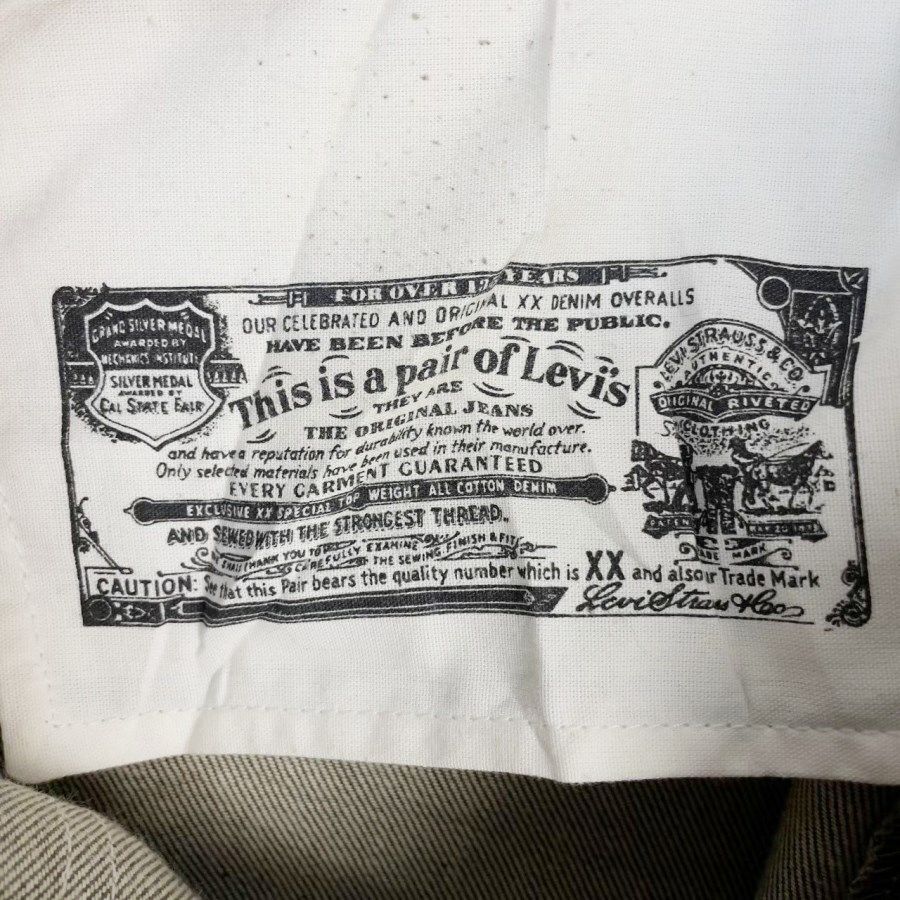 FOR OVER YEARS
OUR CELEBRATED AND ORIGINAL XX DENIM OVERALLS
HAVE BEEN BEFORE THE PUBLIC.
This is a pair of Levi's
THEY ARE
THE ORIGINAL JEANS
and have a reputation for durability known the world over.
Only selected materials have been used in their manufacture.
EVERY GARMENT GUARANTEED
EXCLUSIVE XX SPECIAL TOP WEIGHT ALL COTTON DENIM
AND SEWED WITH THE STRONGEST THREAD.
SHALL THANK YOU TO
CAREFULLY EXAMINE
THE SEWING FINISH & FIT
CAUTION: See that this Pair bears the quality number which is XX and also our Trade Mark
Levi Strauss & Co
GRAND SILVER MEDAL
AWARDED BY
MECHANICS INSTITUTE
SILVER MEDAL
AWARDED BY
CAL STATE FAIR
LEVI STRAUSS & CO.
AUTHENTIC
ORIGINAL RIVETED
CLOTHING
MARK